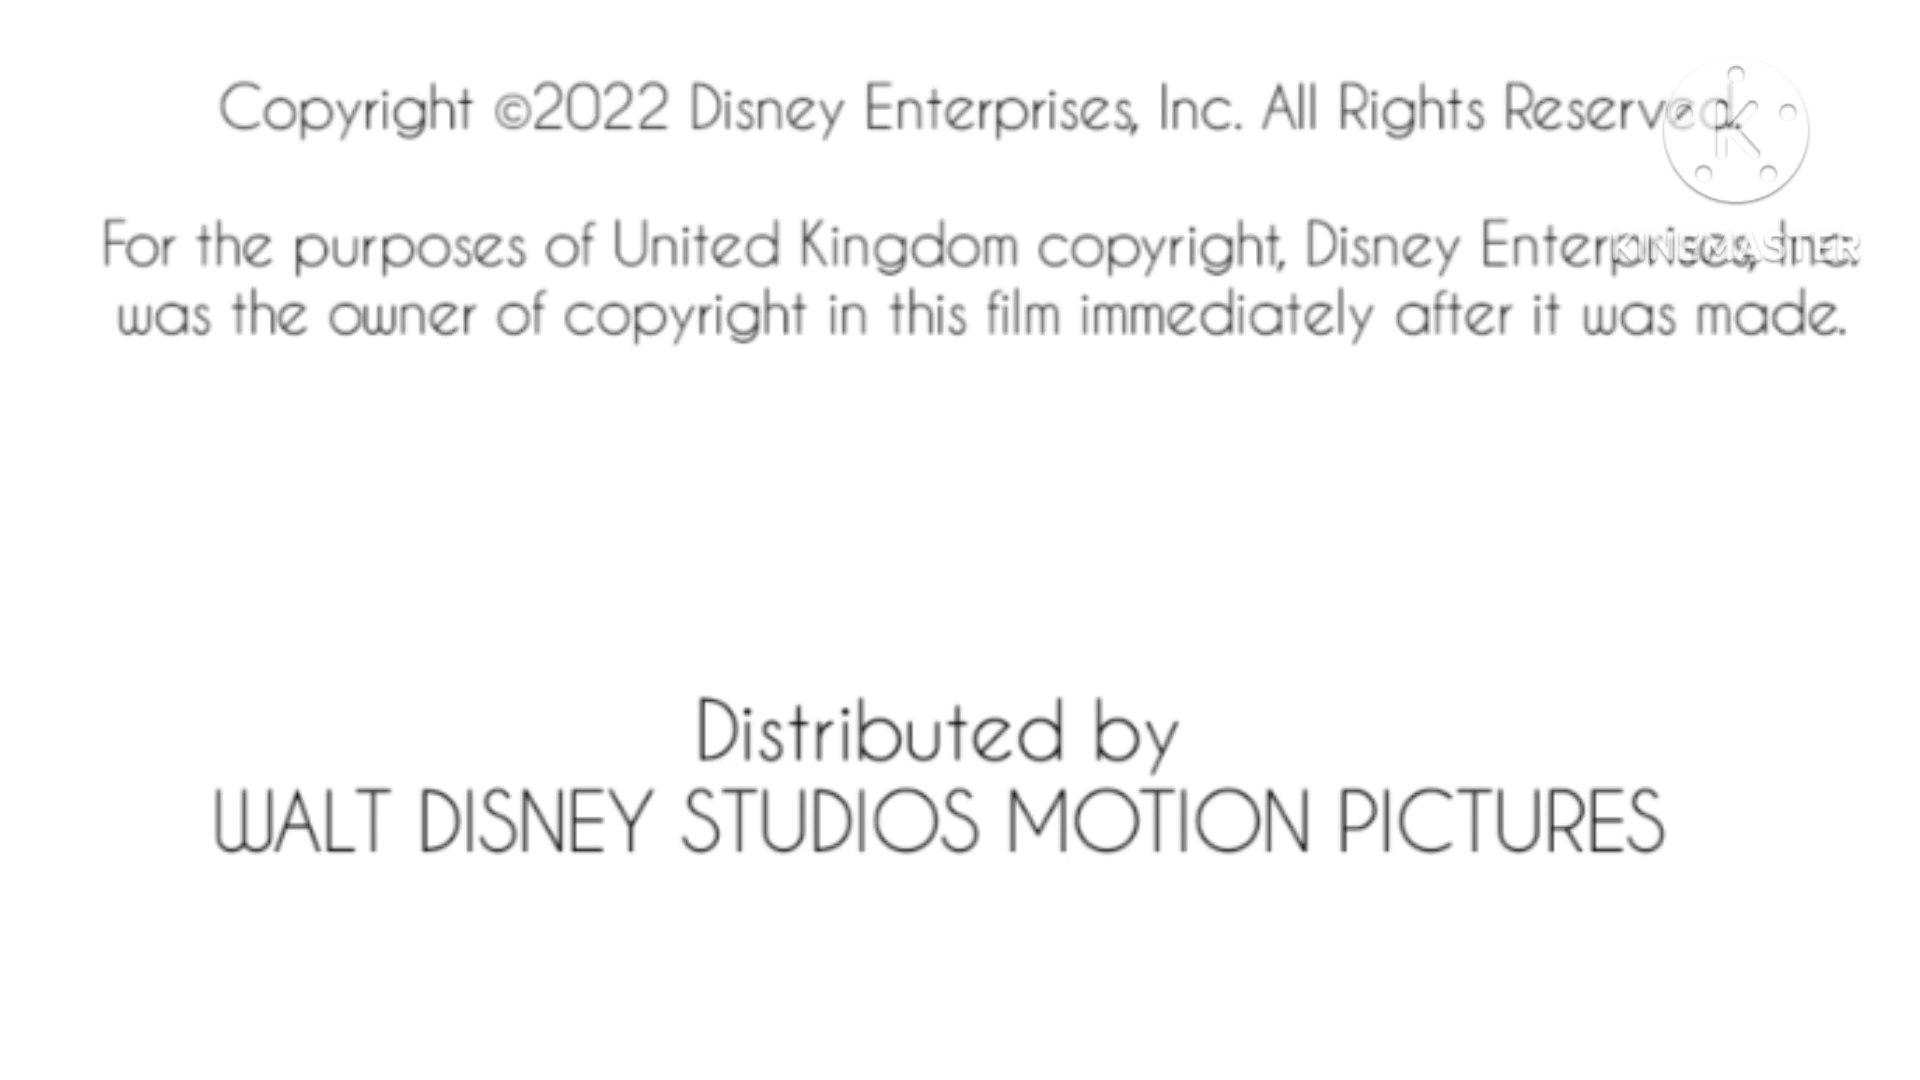 Copyright ©2022 Disney Enterprises, Inc. All Rights Reserved.
For the purposes of United Kingdom copyright, Disney Enterprises, Inc.
was the owner of copyright in this film immediately after it was made.
KINEMASTER
Distributed by
WALT DISNEY STUDIOS MOTION PICTURES